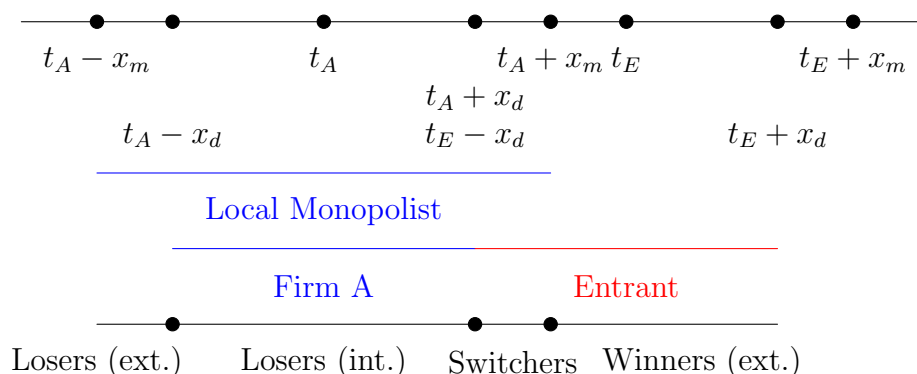 t_A − x_m t_A t_A + x_m t_E t_E + x_m
t_A + x_d
t_A − x_d t_E − x_d t_E + x_d
Local Monopolist
Firm A Entrant
Losers (ext.) Losers (int.) Switchers Winners (ext.)